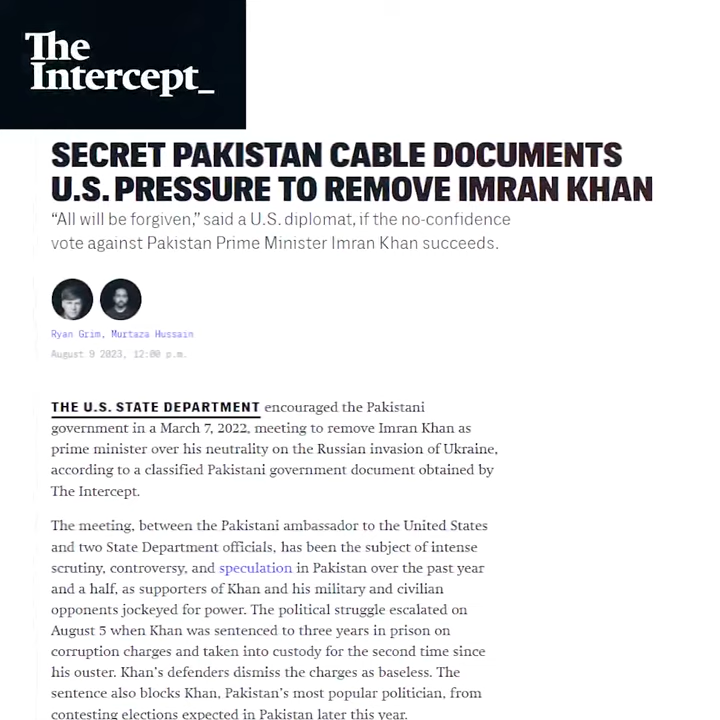 The
Intercept_
SECRET PAKISTAN CABLE DOCUMENTS
U.S. PRESSURE TO REMOVE IMRAN KHAN
“All will be forgiven,” said a U.S. diplomat, if the no-confidence
vote against Pakistan Prime Minister Imran Khan succeeds.
Ryan Grim, Murtaza Hussain
August 9 2023, 12:00 p.m.
THE U.S. STATE DEPARTMENT encouraged the Pakistani
government in a March 7, 2022, meeting to remove Imran Khan as
prime minister over his neutrality on the Russian invasion of Ukraine,
according to a classified Pakistani government document obtained by
The Intercept.
The meeting, between the Pakistani ambassador to the United States
and two State Department officials, has been the subject of intense
scrutiny, controversy, and speculation in Pakistan over the past year
and a half, as supporters of Khan and his military and civilian
opponents jockeyed for power. The political struggle escalated on
August 5 when Khan was sentenced to three years in prison on
corruption charges and taken into custody for the second time since
his ouster. Khan’s defenders dismiss the charges as baseless. The
sentence also blocks Khan, Pakistan’s most popular politician, from
contesting elections expected in Pakistan later this year.